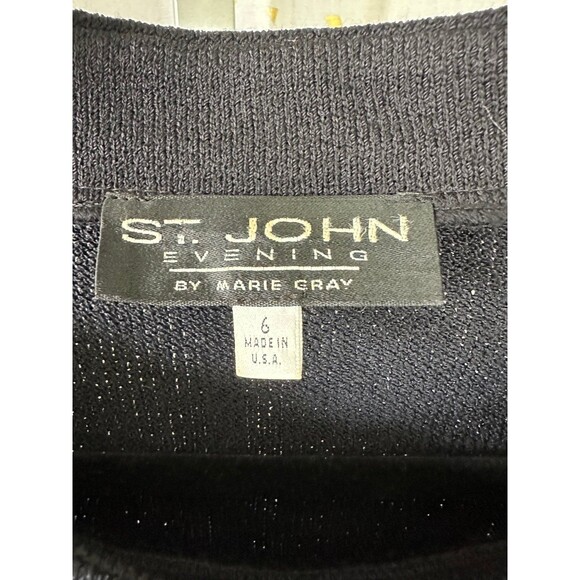 ST. JOHN
EVENING
BY MARIE GRAY
6
MADE IN
U.S.A.